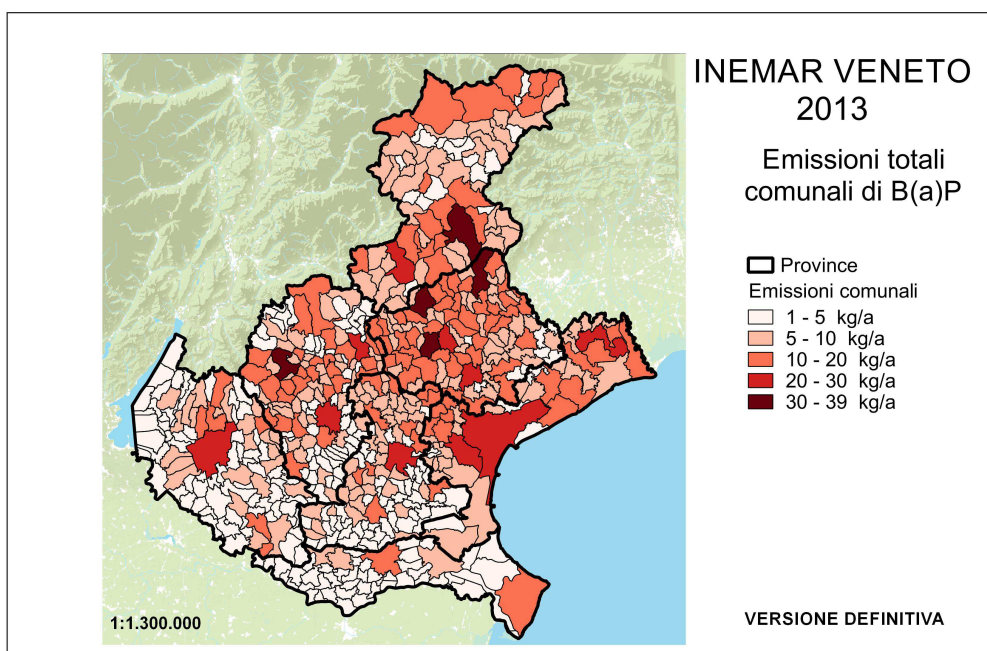 INEMAR VENETO
2013
Emissioni totali
comunali di B(a)P
Province
Emissioni comunali
1 - 5 kg/a
5 - 10 kg/a
10 - 20 kg/a
20 - 30 kg/a
30 - 39 kg/a
1:1.300.000
VERSIONE DEFINITIVA